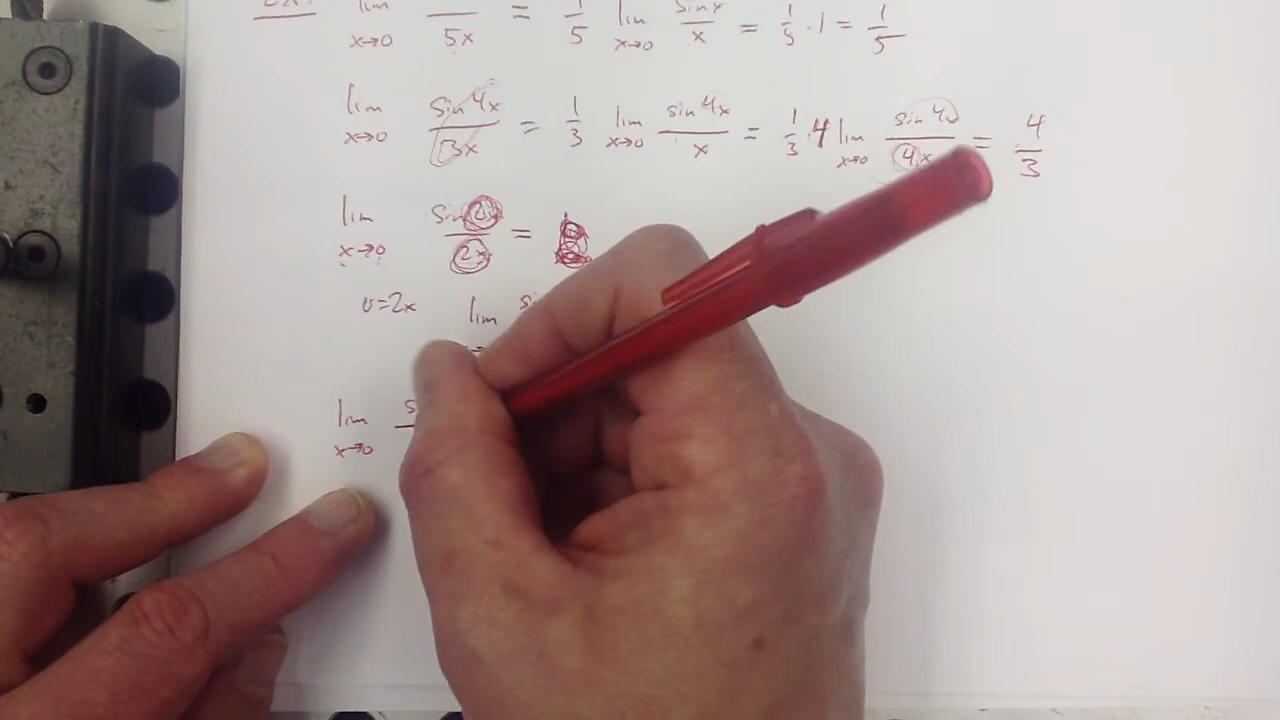 lim x→0 /5x = 1/5 lim x→0 sin x/x = 1/5 · 1 = 1/5
lim x→0 sin 4x/3x = 1/3 lim x→0 sin 4x/x = 1/3 · 4 lim x→0 sin 4x/4x = 4/3
lim x→0 sin 2x/2x =
u=2x lim
lim x→0